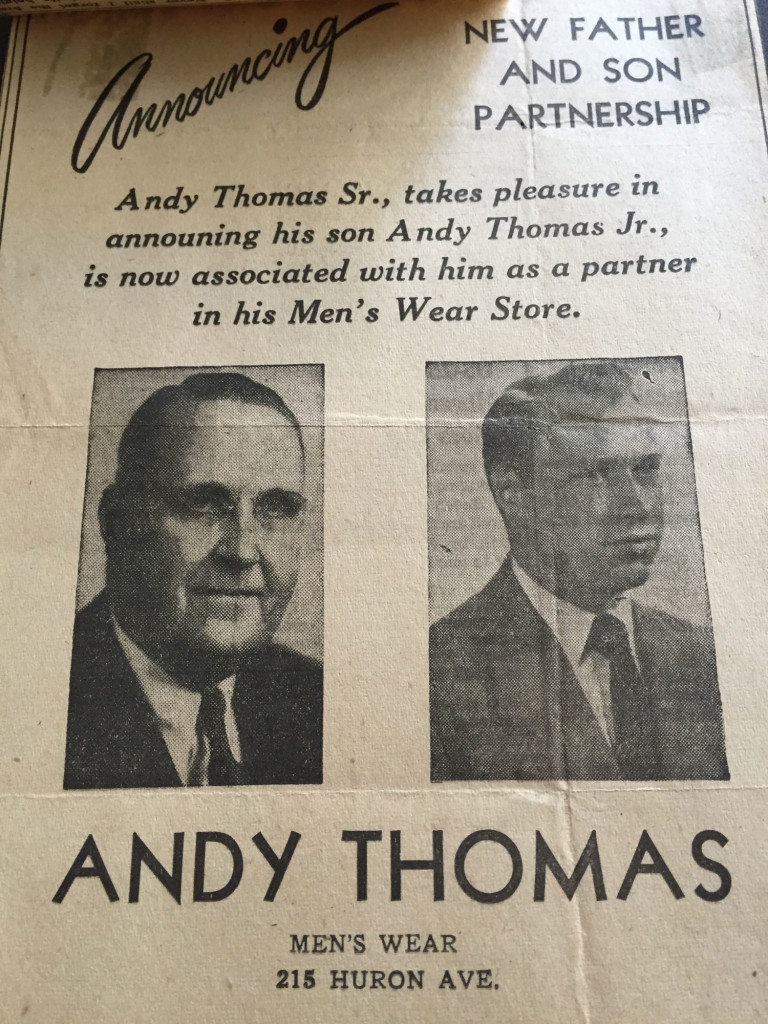 Announcing
NEW FATHER
AND SON
PARTNERSHIP
Andy Thomas Sr., takes pleasure in
announing his son Andy Thomas Jr.,
is now associated with him as a partner
in his Men's Wear Store.
ANDY THOMAS
MEN'S WEAR
215 HURON AVE.